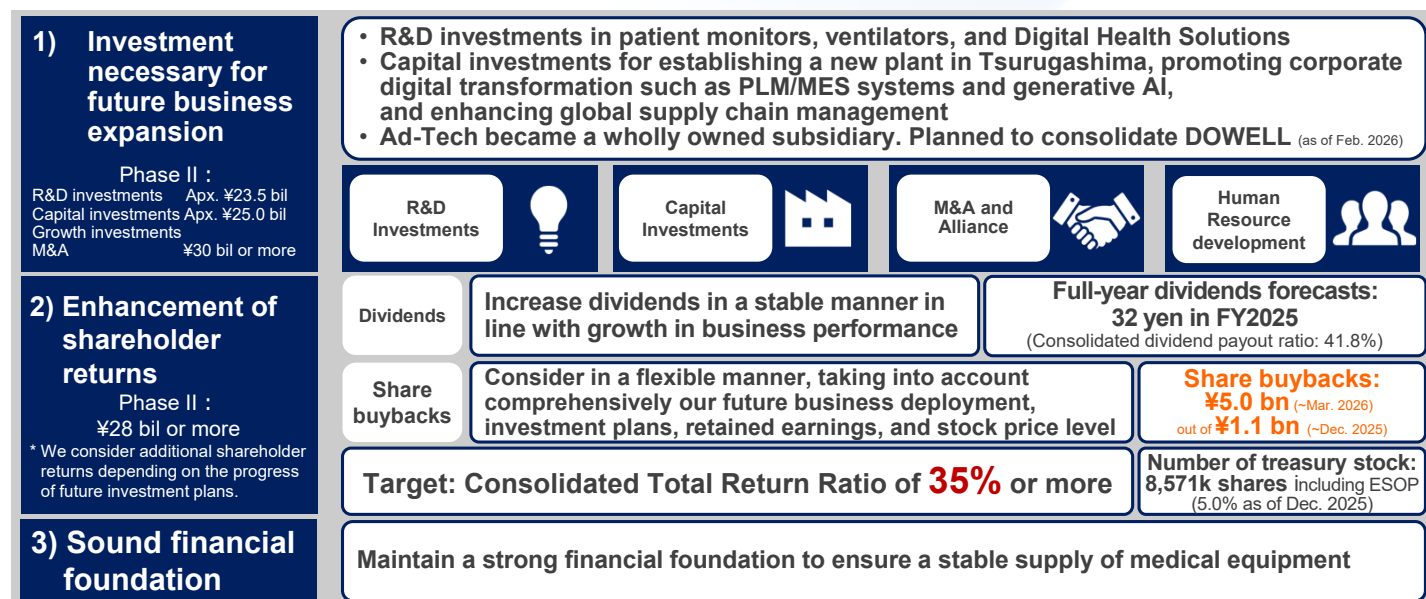 1) Investment
necessary for
future business
expansion
Phase II :
R&D investments Apx. ¥23.5 bil
Capital investments Apx. ¥25.0 bil
Growth investments
M&A ¥30 bil or more
• R&D investments in patient monitors, ventilators, and Digital Health Solutions
• Capital investments for establishing a new plant in Tsurugashima, promoting corporate
digital transformation such as PLM/MES systems and generative AI,
and enhancing global supply chain management
• Ad-Tech became a wholly owned subsidiary. Planned to consolidate DOWELL (as of Feb. 2026)
R&D
Investments
Capital
Investments
M&A and
Alliance
Human
Resource
development
2) Enhancement of
shareholder
returns
Phase II :
¥28 bil or more
* We consider additional shareholder
returns depending on the progress
of future investment plans.
Dividends
Increase dividends in a stable manner in
line with growth in business performance
Full-year dividends forecasts:
32 yen in FY2025
(Consolidated dividend payout ratio: 41.8%)
Share
buybacks
Consider in a flexible manner, taking into account
comprehensively our future business deployment,
investment plans, retained earnings, and stock price level
Share buybacks:
¥5.0 bn (~Mar. 2026)
out of ¥1.1 bn (~Dec. 2025)
Target: Consolidated Total Return Ratio of 35% or more
Number of treasury stock:
8,571k shares including ESOP
(5.0% as of Dec. 2025)
3) Sound financial
foundation
Maintain a strong financial foundation to ensure a stable supply of medical equipment